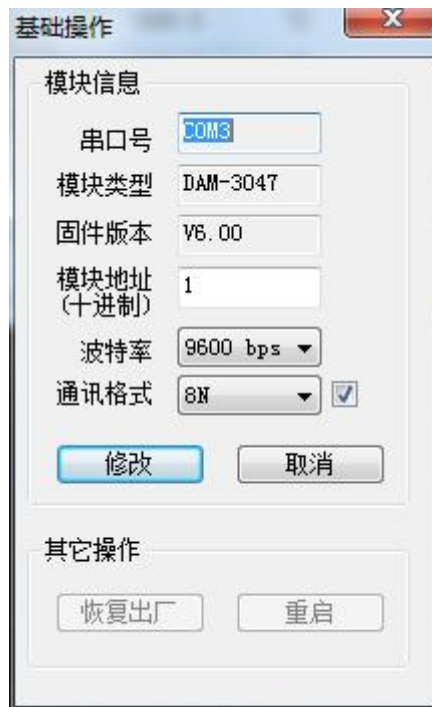 基础操作
模块信息
串口号 COM3
模块类型 DAM-3047
固件版本 V6.00
模块地址 1
(十进制)
波特率 9600 bps
通讯格式 8N
修改 取消
其它操作
恢复出厂 重启